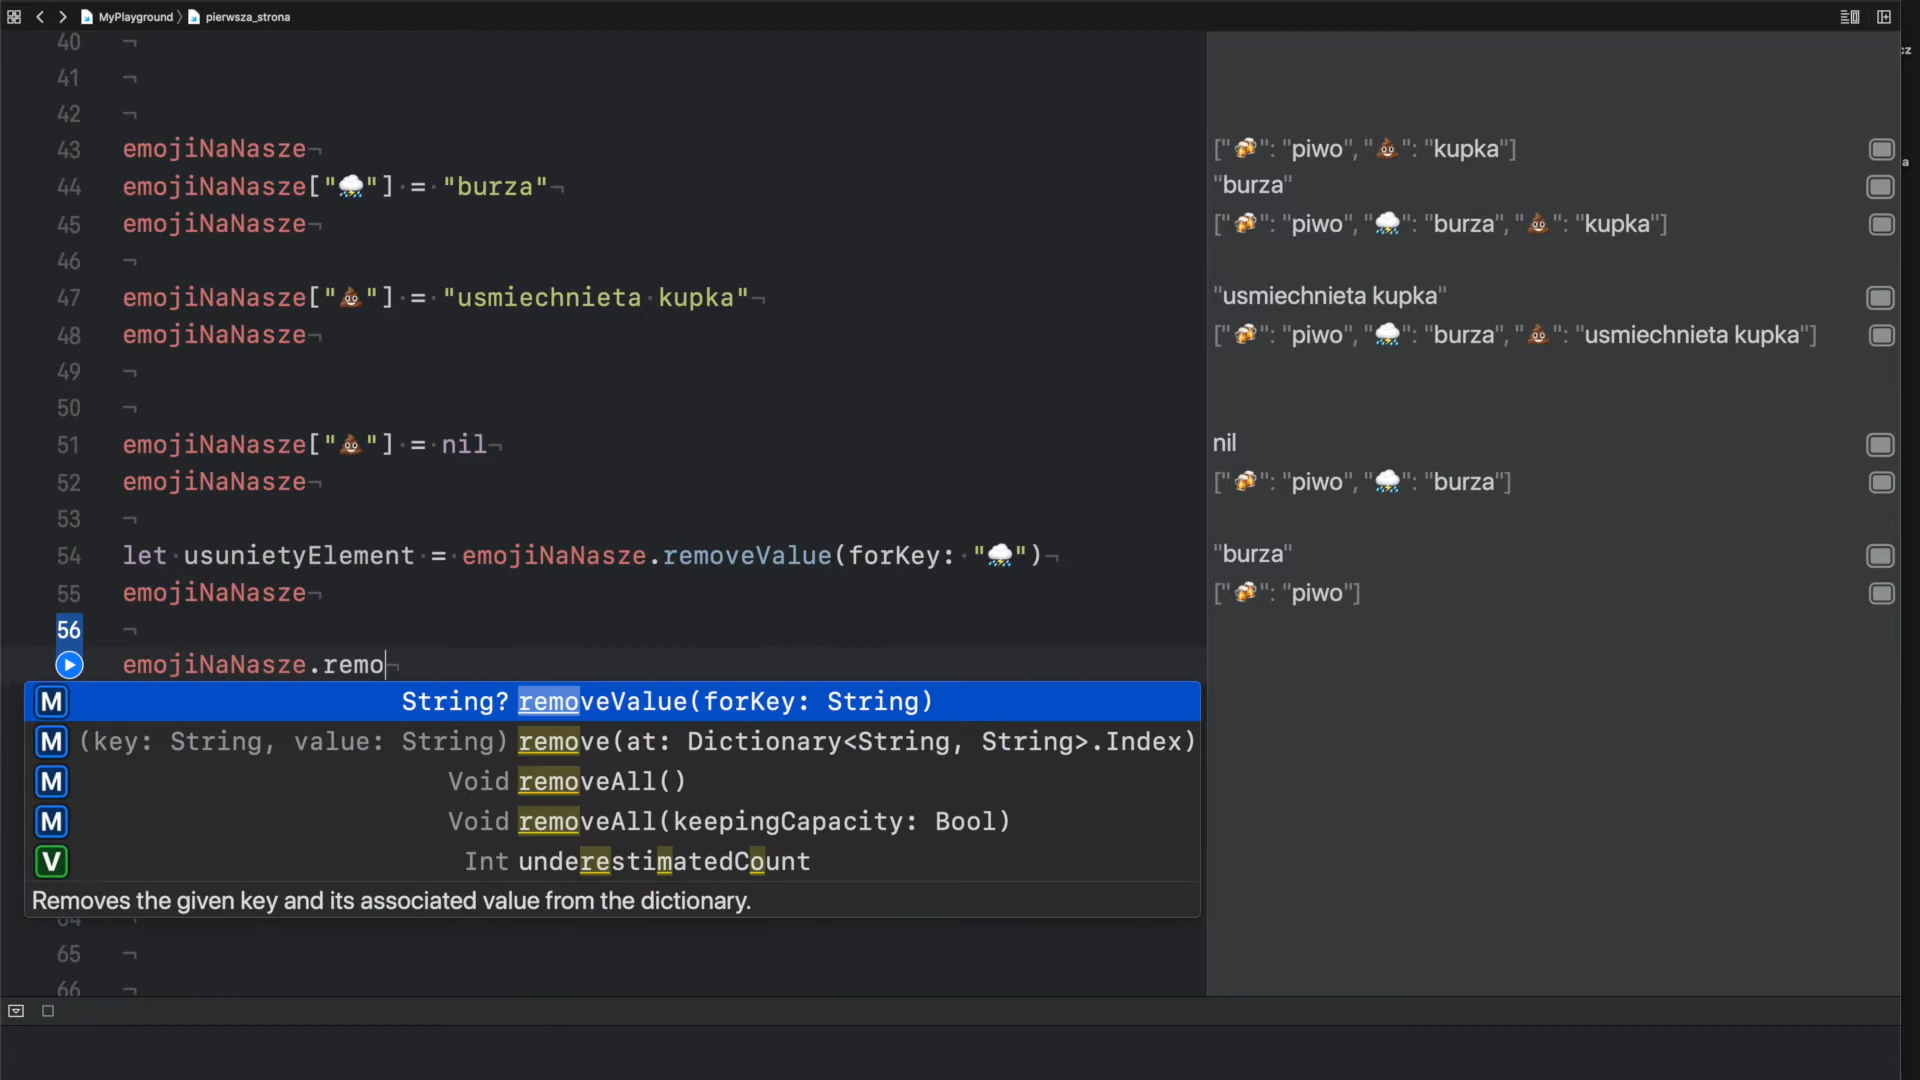 MyPlayground 〉 pierwsza_strona
40 ¬
41 ¬
42 ¬
43 emojiNaNasze¬ ["🍻": "piwo", "💩": "kupka"]
44 emojiNaNasze["⛈️"] = "burza"¬ "burza"
45 emojiNaNasze¬ ["🍻": "piwo", "⛈️": "burza", "💩": "kupka"]
46 ¬
47 emojiNaNasze["💩"] = "usmiechnieta kupka"¬ "usmiechnieta kupka"
48 emojiNaNasze¬ ["🍻": "piwo", "⛈️": "burza", "💩": "usmiechnieta kupka"]
49 ¬
50 ¬
51 emojiNaNasze["💩"] = nil¬ nil
52 emojiNaNasze¬ ["🍻": "piwo", "⛈️": "burza"]
53 ¬
54 let usunietyElement = emojiNaNasze.removeValue(forKey: "⛈️")¬ "burza"
55 emojiNaNasze¬ ["🍻": "piwo"]
56 ¬
emojiNaNasze.remo¬
M String? removeValue(forKey: String)
M (key: String, value: String) remove(at: Dictionary<String, String>.Index)
M Void removeAll()
M Void removeAll(keepingCapacity: Bool)
V Int underestimatedCount
Removes the given key and its associated value from the dictionary.
64
65 ¬
66 ¬
cz
a